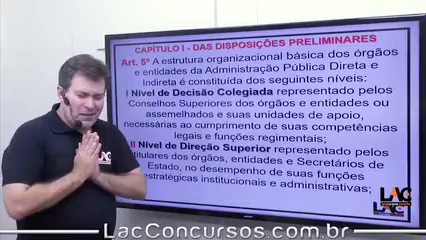 CAPÍTULO I - DAS DISPOSIÇÕES PRELIMINARES
Art. 5º A estrutura organizacional básica dos órgãos
e entidades da Administração Pública Direta e
Indireta é constituída dos seguintes níveis:
I Nível de Decisão Colegiada representado pelos
Conselhos Superiores dos órgãos e entidades ou
assemelhados e suas unidades de apoio,
necessárias ao cumprimento de suas competências
legais e funções regimentais;
II Nível de Direção Superior representado pelos
titulares dos órgãos, entidades e Secretários de
Estado, no desempenho de suas funções
estratégicas institucionais e administrativas;
LAC
LAC
LacConcursos.com.br